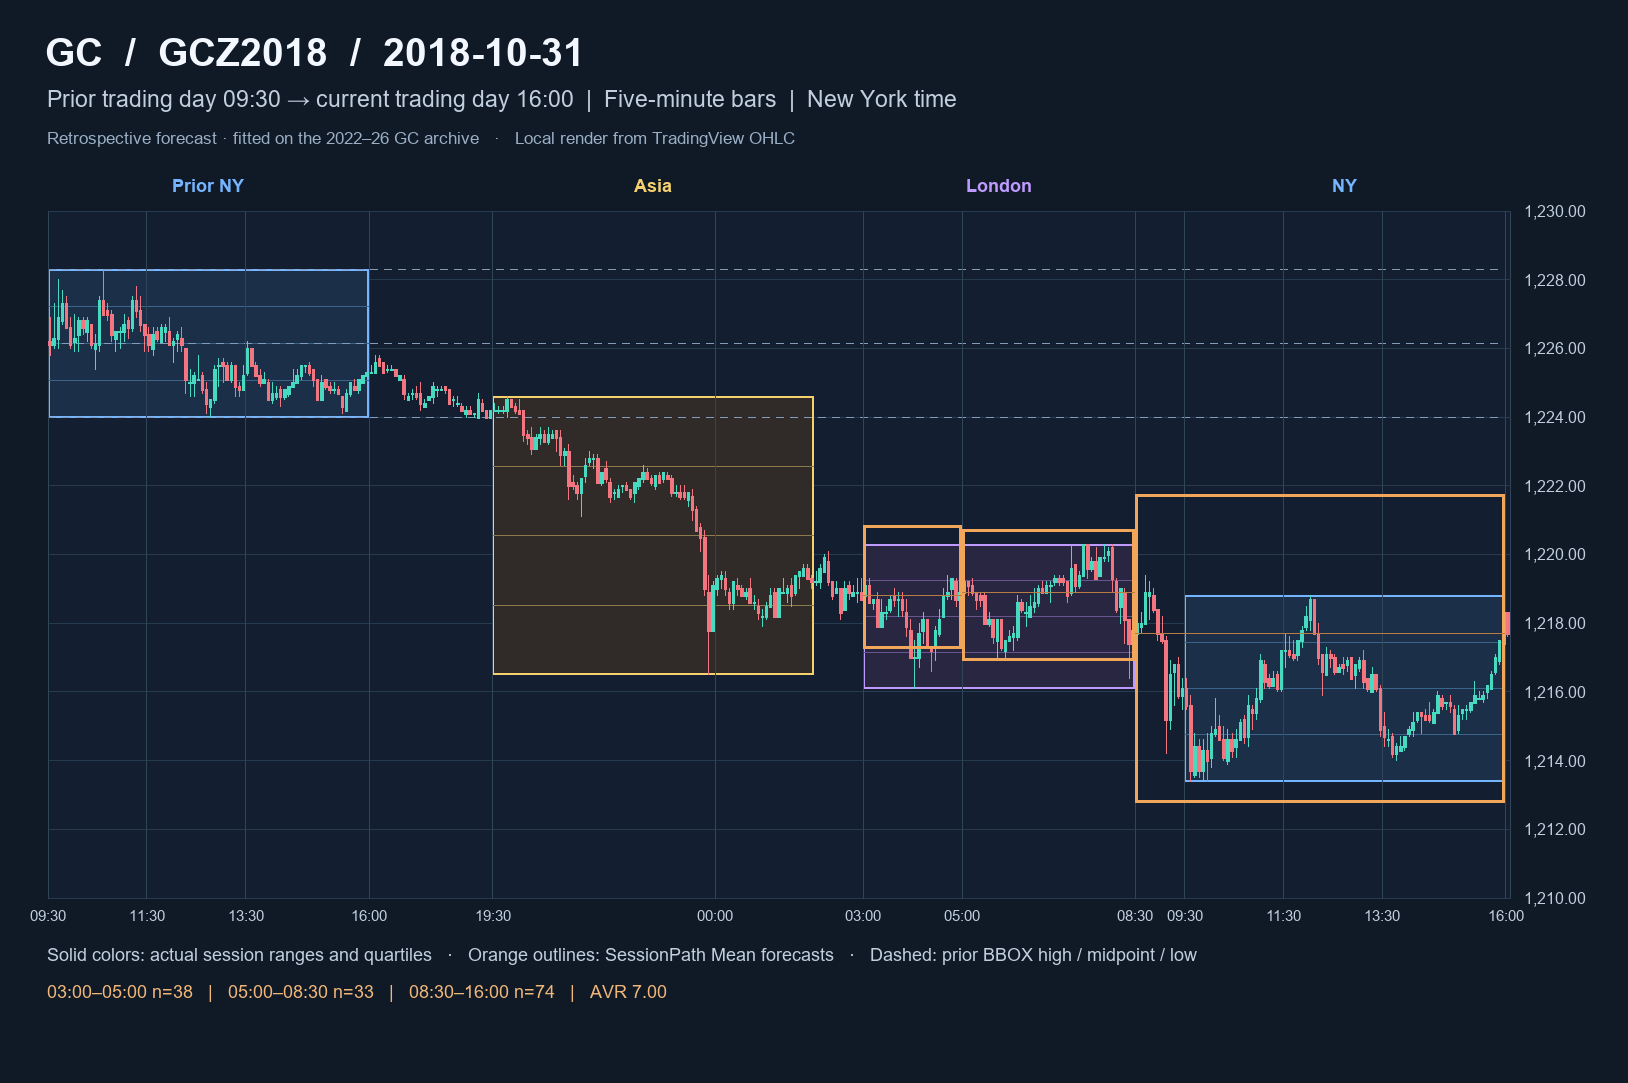 GC / GCZ2018 / 2018-10-31
Prior trading day 09:30 → current trading day 16:00 | Five-minute bars | New York time
Retrospective forecast · fitted on the 2022–26 GC archive · Local render from TradingView OHLC
Prior NY Asia London NY
1,230.00
1,228.00
1,226.00
1,224.00
1,222.00
1,220.00
1,218.00
1,216.00
1,214.00
1,212.00
1,210.00
09:30 11:30 13:30 16:00 19:30 00:00 03:00 05:00 08:30 09:30 11:30 13:30 16:00
Solid colors: actual session ranges and quartiles · Orange outlines: SessionPath Mean forecasts · Dashed: prior BBOX high / midpoint / low
03:00–05:00 n=38 | 05:00–08:30 n=33 | 08:30–16:00 n=74 | AVR 7.00